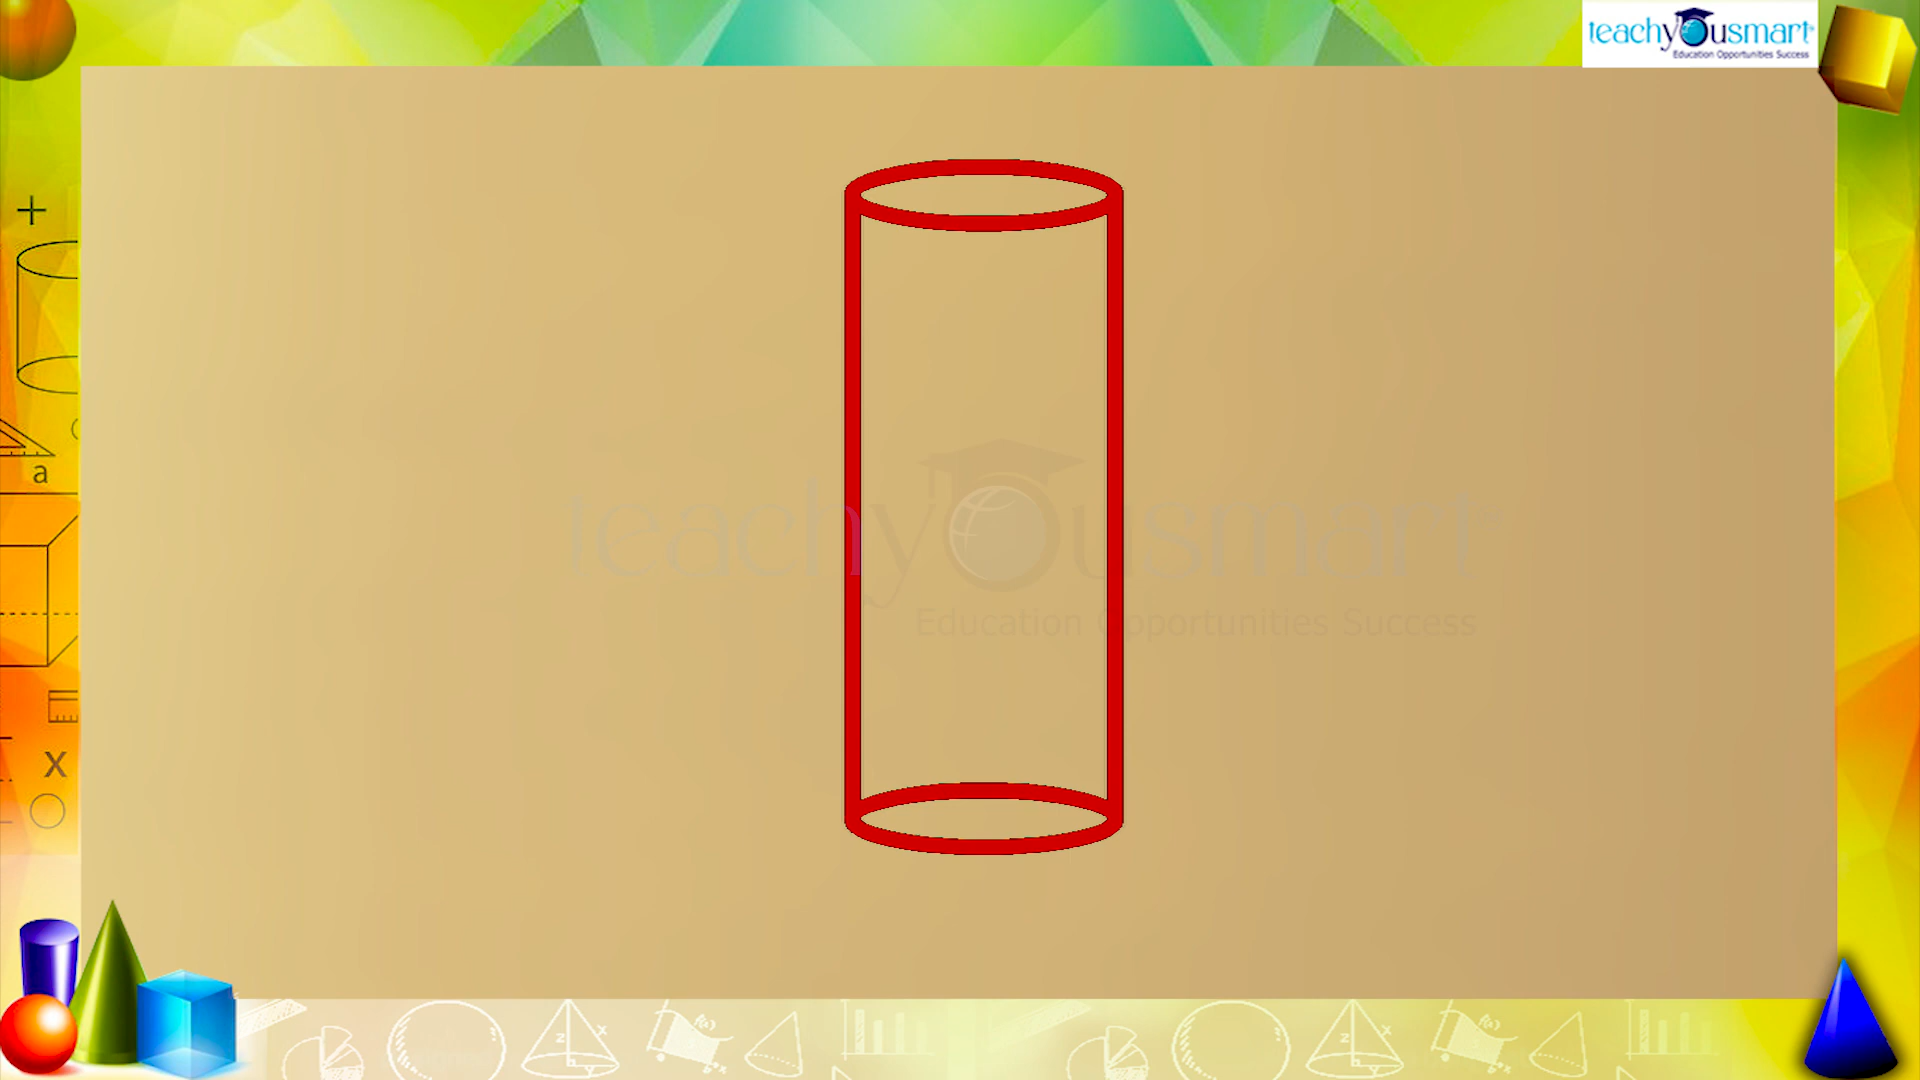 teachyousmart
Education Opportunities Success
+
a
x
teachyousmart
Education Opportunities Success
z
x
f(x)
x
z
x
f(x)
x